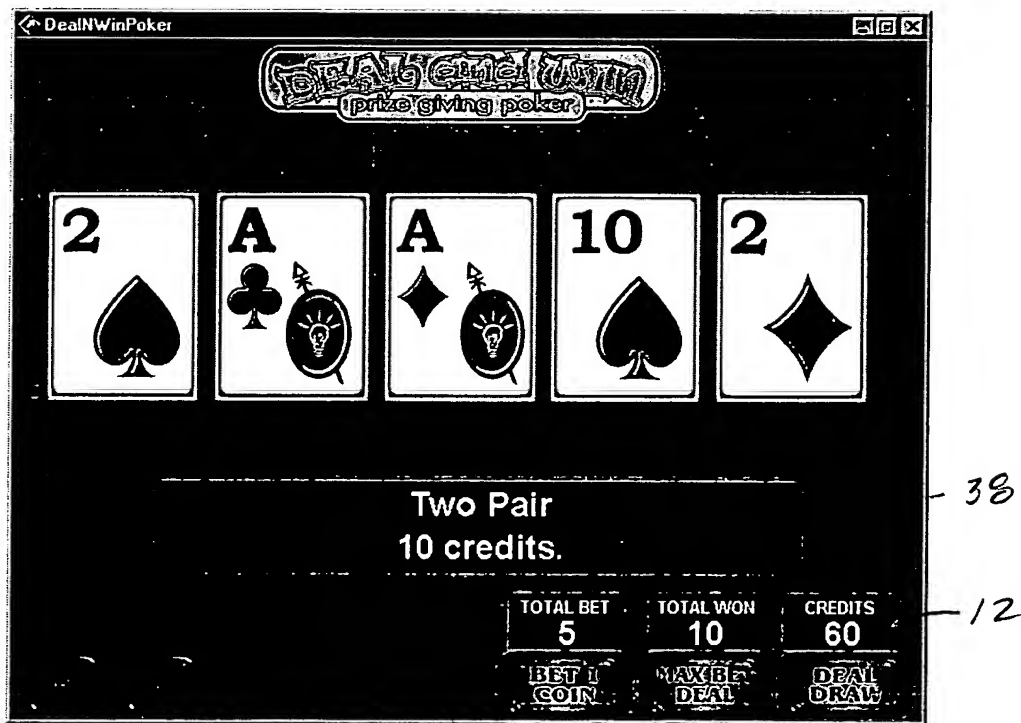 DealNWinPoker
DEAL and WIN
prize giving poker
2 A A 10 2
Two Pair
10 credits.
38
TOTAL BET TOTAL WON CREDITS
5 10 60
12
BET 1 COIN MAX BET DEAL DEAL DRAW